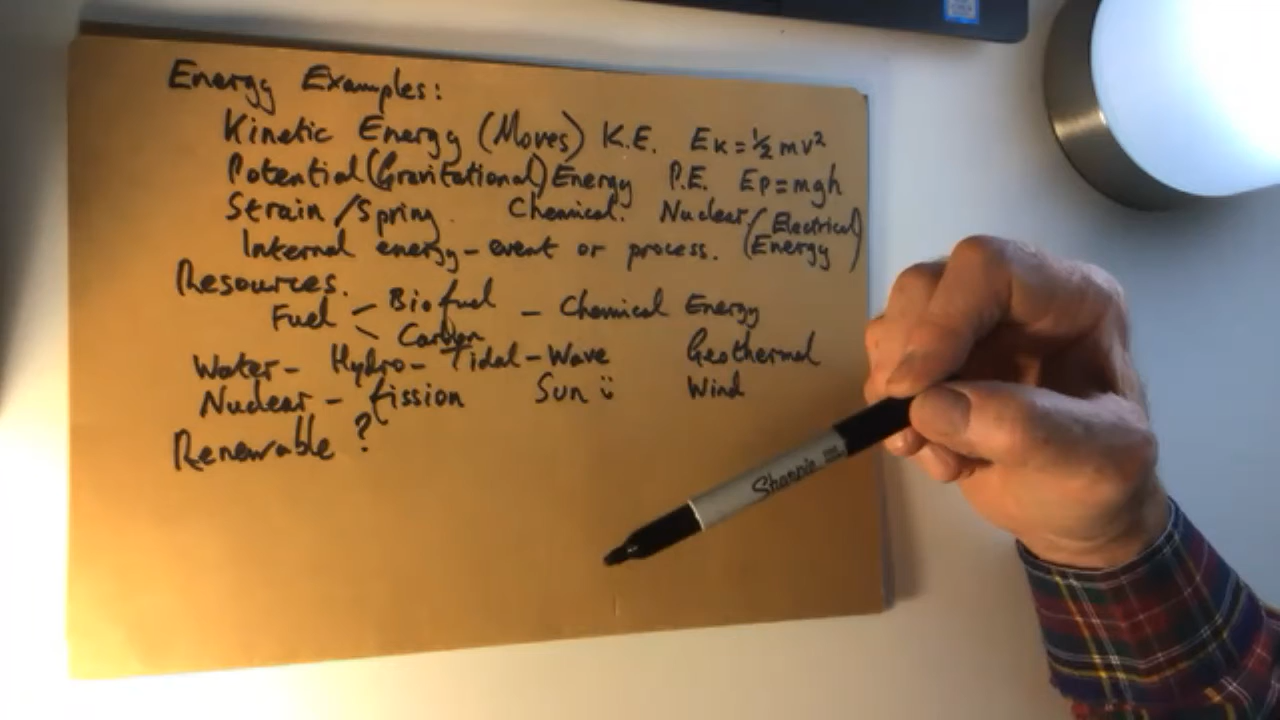 Energy Examples:
Kinetic Energy (Moves) K.E. Ek = ½ mv²
Potential (Gravitational) Energy P.E. Ep = mgh
Strain/Spring. Chemical. Nuclear/(Electrical
Internal energy - event or process. Energy)
Resources.
Fuel - Biofuel - Chemical Energy
- Carbon
Water - Hydro - Tidal - Wave Geothermal
Nuclear - fission Sun Wind
Renewable ?
Sharpie